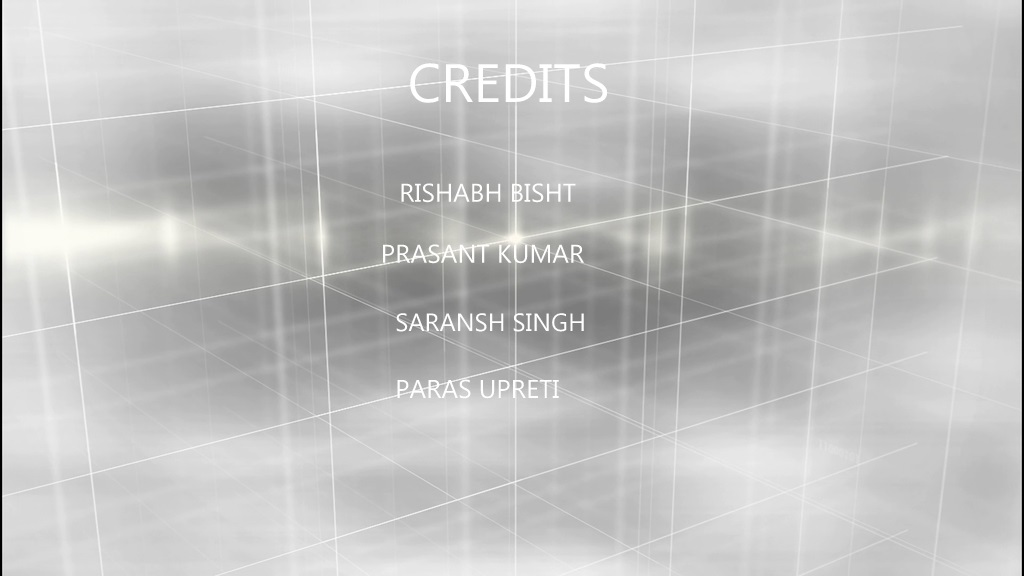 CREDITS
RISHABH BISHT
PRASANT KUMAR
SARANSH SINGH
PARAS UPRETI